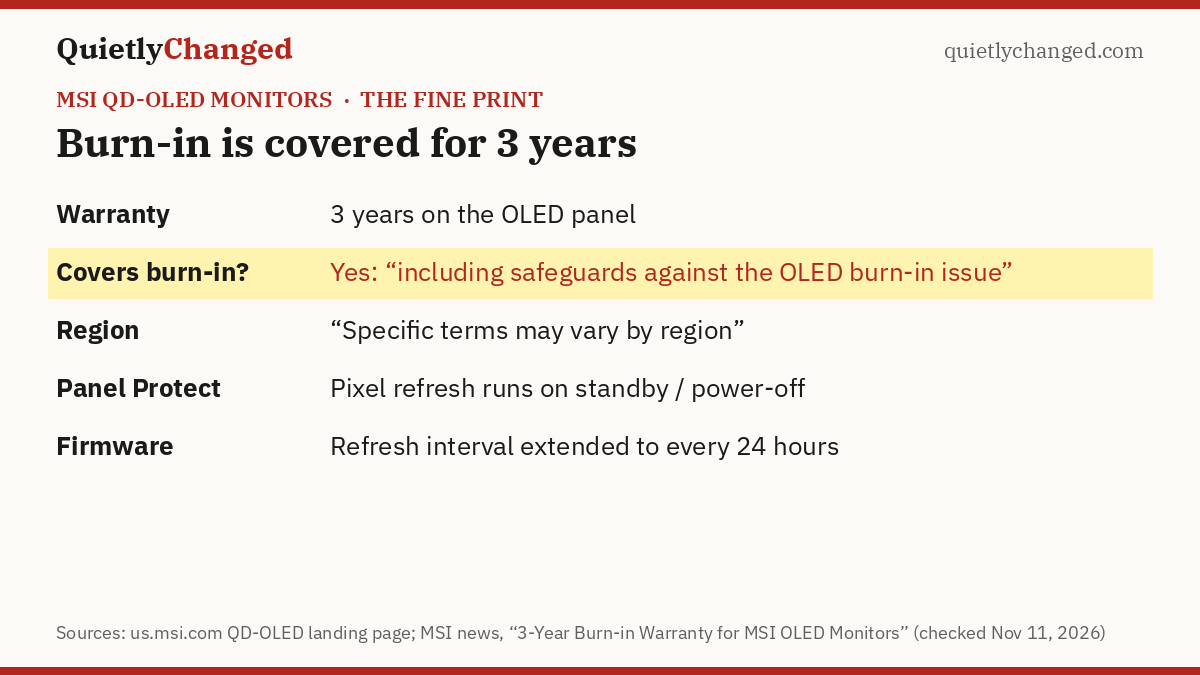 QuietlyChanged quietlychanged.com
MSI QD-OLED MONITORS · THE FINE PRINT
Burn-in is covered for 3 years
Warranty 3 years on the OLED panel
Covers burn-in? Yes: “including safeguards against the OLED burn-in issue”
Region “Specific terms may vary by region”
Panel Protect Pixel refresh runs on standby / power-off
Firmware Refresh interval extended to every 24 hours
Sources: us.msi.com QD-OLED landing page; MSI news, “3-Year Burn-in Warranty for MSI OLED Monitors” (checked Nov 11, 2026)